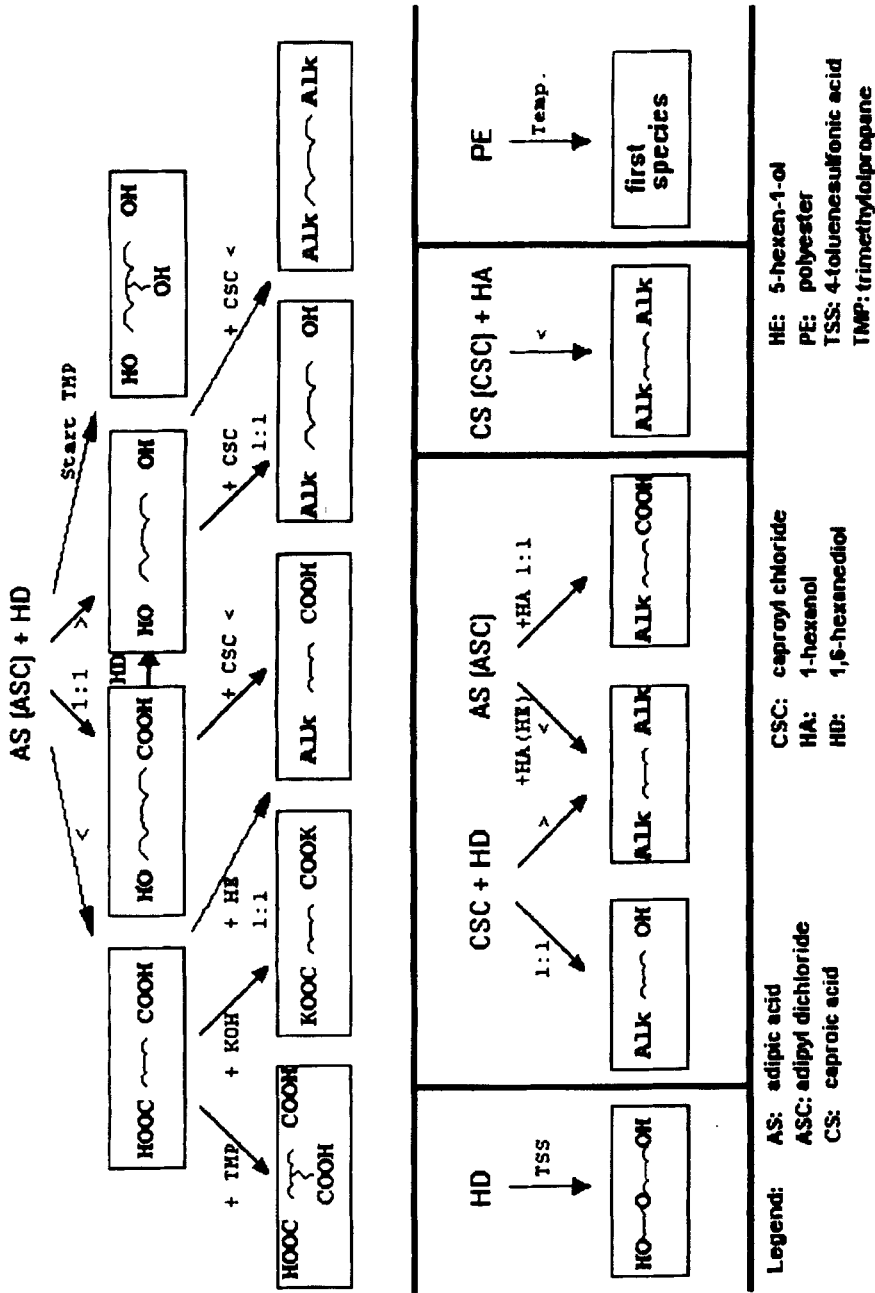 AS (ASC) + HD
< 1:1 > Start TMP
HOOC COOH
HO COOH
HD
HO OH
HO OH
OH
+ TMP
+ KOH
+ HE
1:1
+ CSC <
+ CSC
1:1
+ CSC <
HOOC COOH
COOH
KOOC COOK
Alk COOH
Alk OH
Alk Alk
HD
TSS
HO O OH
CSC + HD
1:1
>
Alk OH
AS (ASC)
+HA(HE)
<
+HA 1:1
Alk Alk
Alk COOH
CS (CSC) + HA
<
Alk Alk
PE
Temp.
first
species
Legend:
AS: adipic acid
ASC: adipyl dichloride
CS: caproic acid
CSC: caproyl chloride
HA: 1-hexanol
HD: 1,6-hexanediol
HE: 5-hexen-1-ol
PE: polyester
TSS: 4-toluenesulfonic acid
TMP: trimethylolpropane